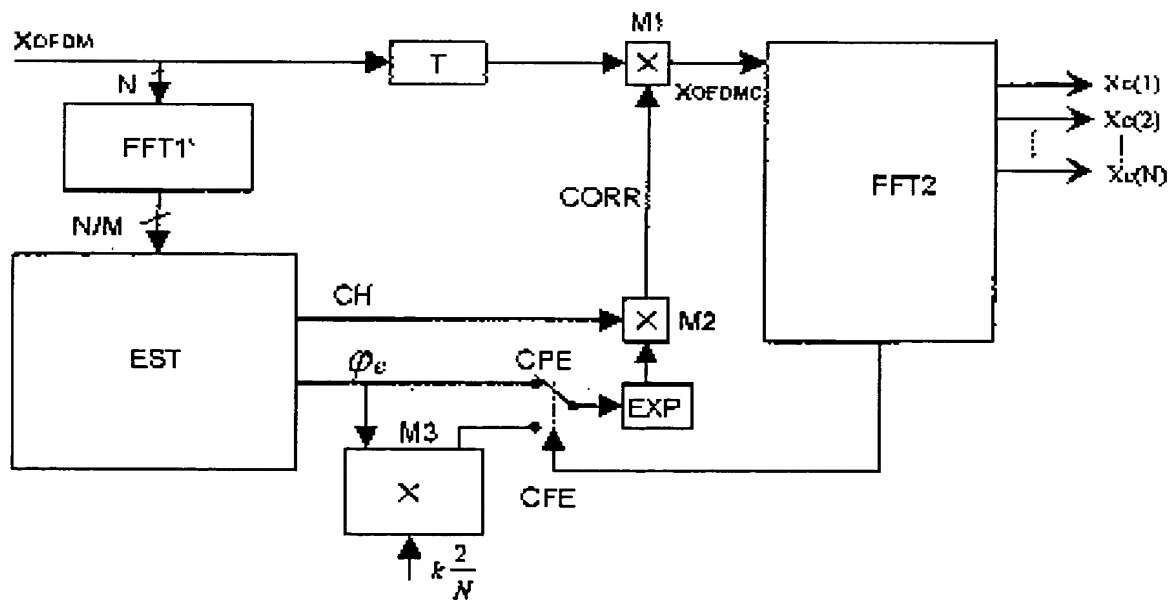 XOFDM
N
T
M1
×
XOFDMC
FFT1'
N/M
CORR
FFT2
Xc(1)
Xc(2)
Xc(N)
EST
CH
×
M2
φe
CPE
EXP
M3
×
CFE
k 2/N